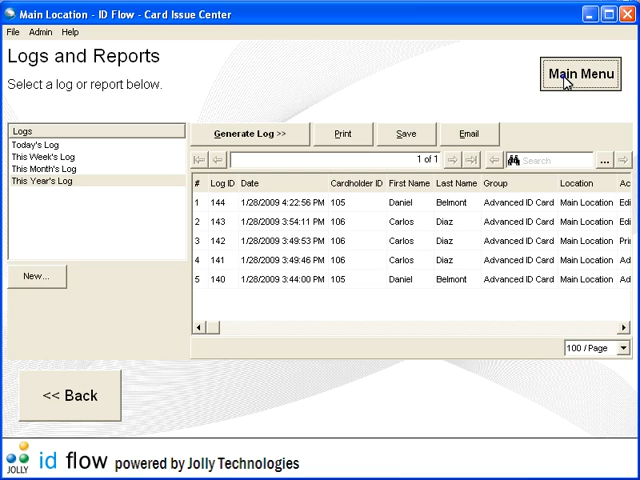 Main Location - ID Flow - Card Issue Center
File Admin Help
Logs and Reports
Select a log or report below.
Main Menu
Logs
Today's Log
This Week's Log
This Month's Log
This Year's Log
New...
Generate Log >> Print Save Email
1 of 1 Search ...
# Log ID Date Cardholder ID First Name Last Name Group Location Ac
1 144 1/28/2009 4:22:56 PM 105 Daniel Belmont Advanced ID Card Main Location Edi
2 143 1/28/2009 3:54:11 PM 106 Carlos Diaz Advanced ID Card Main Location Edi
3 142 1/28/2009 3:49:53 PM 106 Carlos Diaz Advanced ID Card Main Location Pri
4 141 1/28/2009 3:49:46 PM 106 Carlos Diaz Advanced ID Card Main Location Ad
5 140 1/28/2009 3:44:00 PM 105 Daniel Belmont Advanced ID Card Main Location Ad
100 / Page
<< Back
JOLLY id flow powered by Jolly Technologies